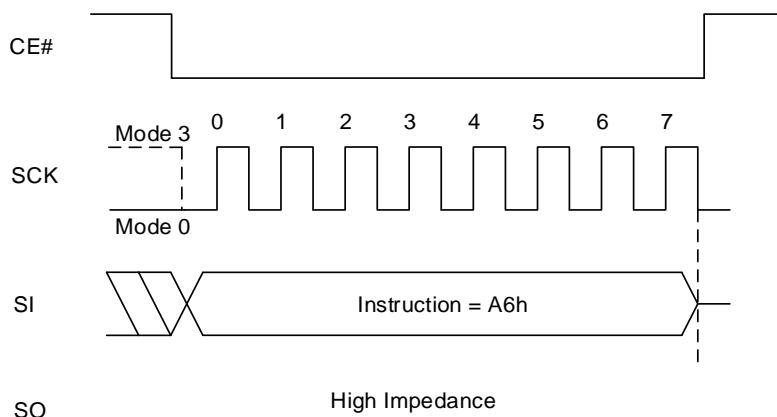 CE#
Mode 3
0 1 2 3 4 5 6 7
SCK
Mode 0
SI
Instruction = A6h
SO
High Impedance